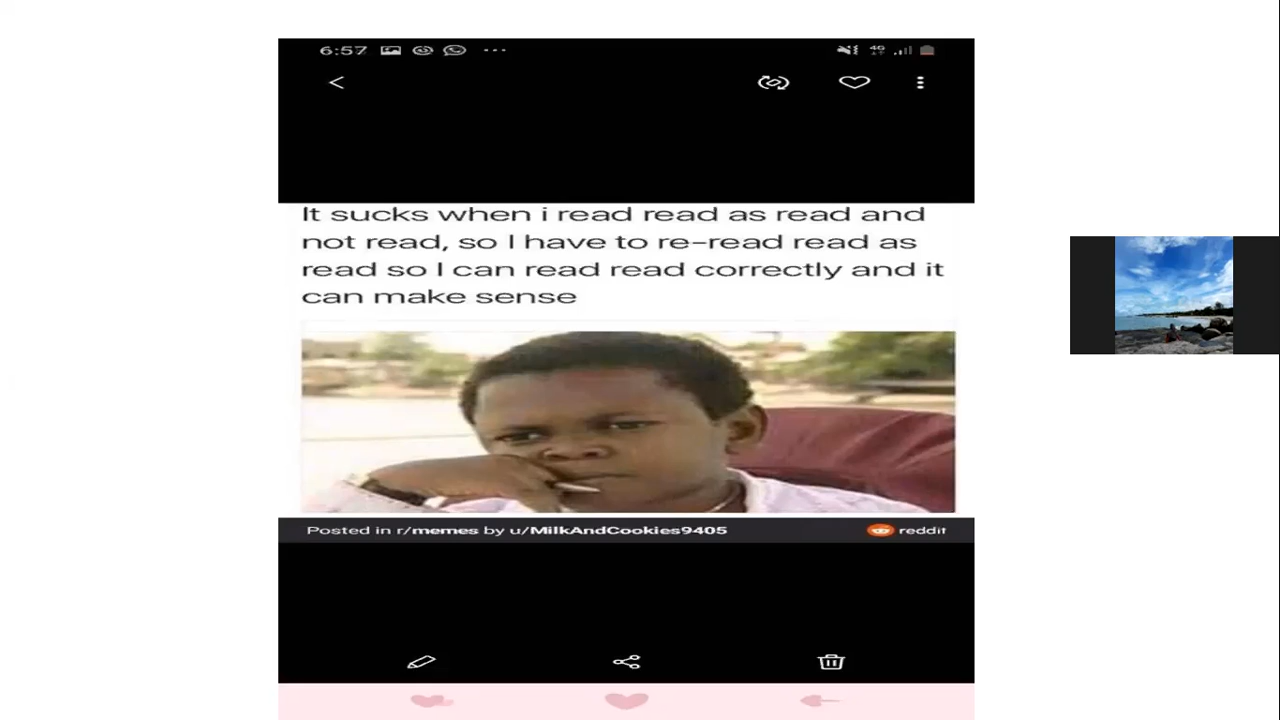 6:57
4G
It sucks when i read read as read and
not read, so I have to re-read read as
read so I can read read correctly and it
can make sense
Posted in r/memes by u/MilkAndCookies9405
reddit